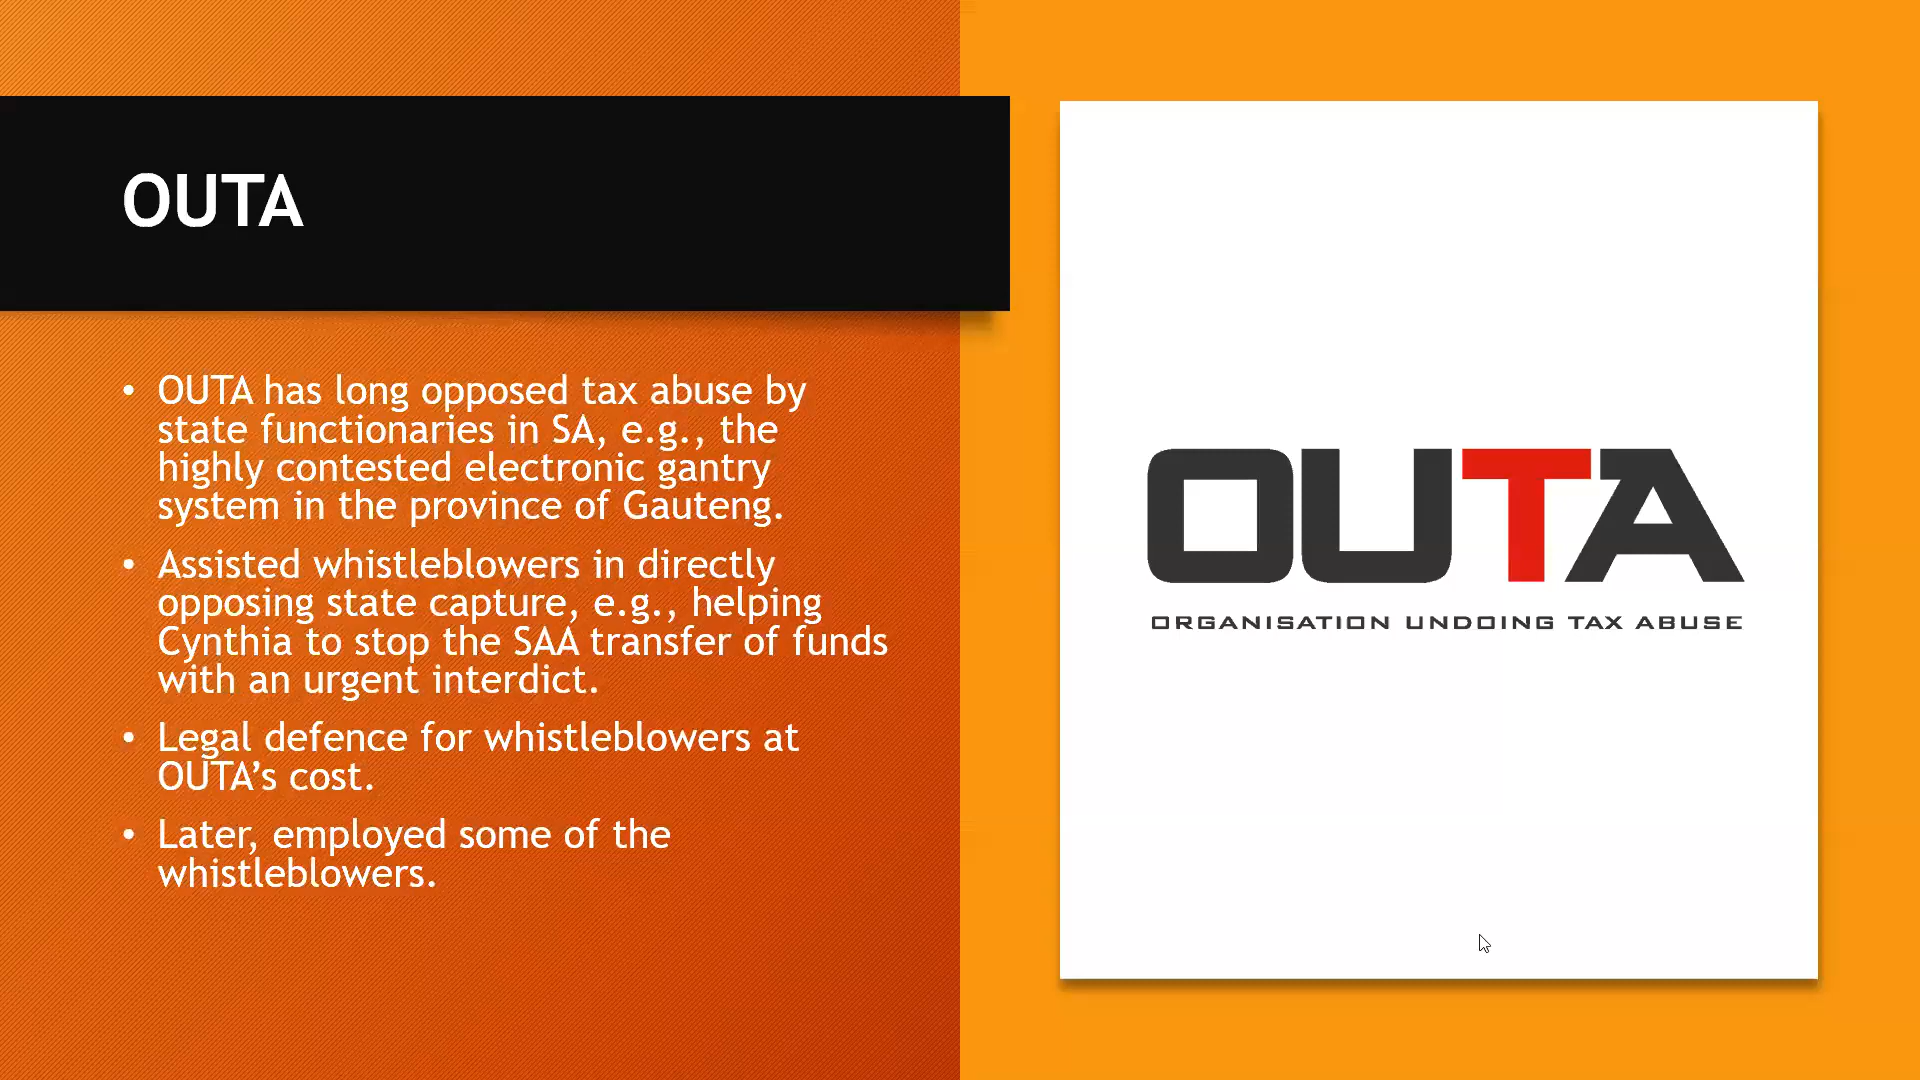 OUTA
• OUTA has long opposed tax abuse by
state functionaries in SA, e.g., the
highly contested electronic gantry
system in the province of Gauteng.
• Assisted whistleblowers in directly
opposing state capture, e.g., helping
Cynthia to stop the SAA transfer of funds
with an urgent interdict.
• Legal defence for whistleblowers at
OUTA’s cost.
• Later, employed some of the
whistleblowers.
OUTA
ORGANISATION UNDOING TAX ABUSE